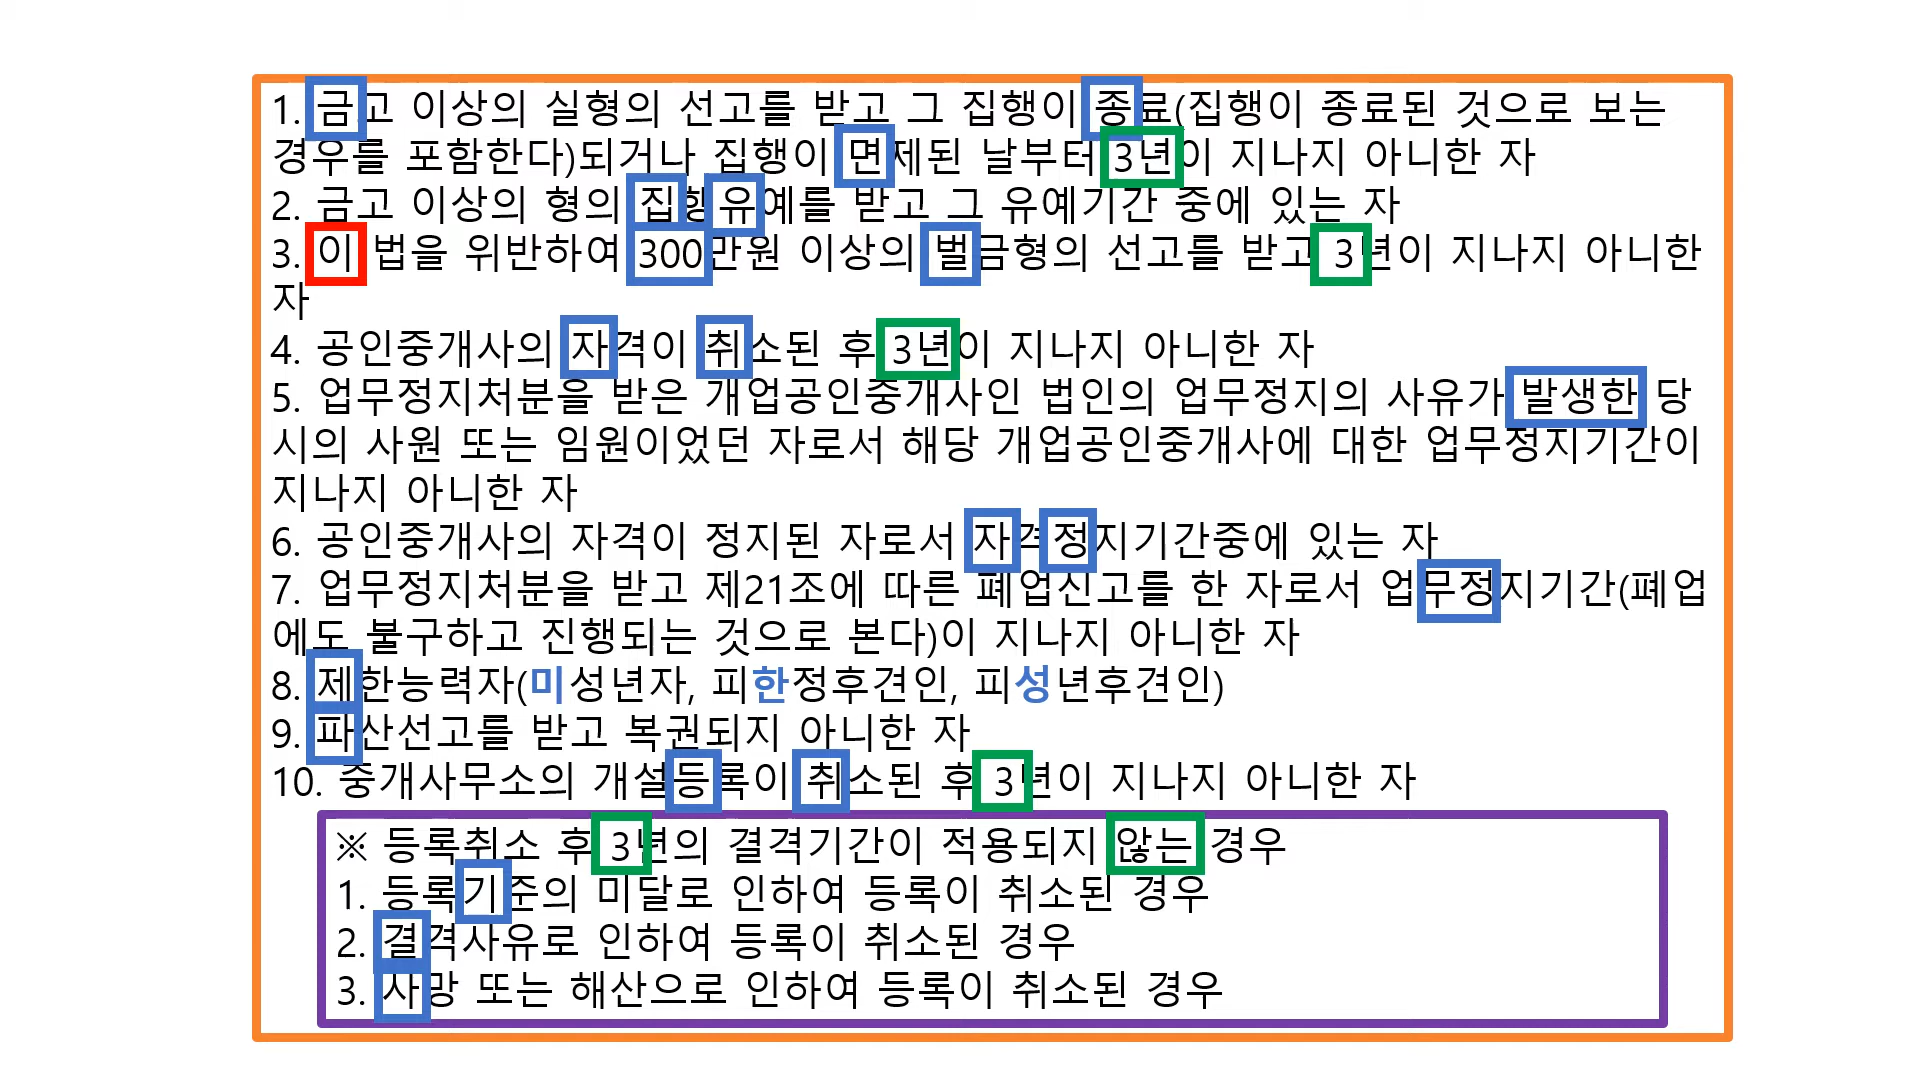 1. 금고 이상의 실형의 선고를 받고 그 집행이 종료(집행이 종료된 것으로 보는
경우를 포함한다)되거나 집행이 면제된 날부터 3년이 지나지 아니한 자
2. 금고 이상의 형의 집행유예를 받고 그 유예기간 중에 있는 자
3. 이 법을 위반하여 300만원 이상의 벌금형의 선고를 받고 3년이 지나지 아니한
자
4. 공인중개사의 자격이 취소된 후 3년이 지나지 아니한 자
5. 업무정지처분을 받은 개업공인중개사인 법인의 업무정지의 사유가 발생한 당
시의 사원 또는 임원이었던 자로서 해당 개업공인중개사에 대한 업무정지기간이
지나지 아니한 자
6. 공인중개사의 자격이 정지된 자로서 자격정지기간중에 있는 자
7. 업무정지처분을 받고 제21조에 따른 폐업신고를 한 자로서 업무정지기간(폐업
에도 불구하고 진행되는 것으로 본다)이 지나지 아니한 자
8. 제한능력자(미성년자, 피한정후견인, 피성년후견인)
9. 파산선고를 받고 복권되지 아니한 자
10. 중개사무소의 개설등록이 취소된 후 3년이 지나지 아니한 자
※ 등록취소 후 3년의 결격기간이 적용되지 않는 경우
1. 등록기준의 미달로 인하여 등록이 취소된 경우
2. 결격사유로 인하여 등록이 취소된 경우
3. 사망 또는 해산으로 인하여 등록이 취소된 경우